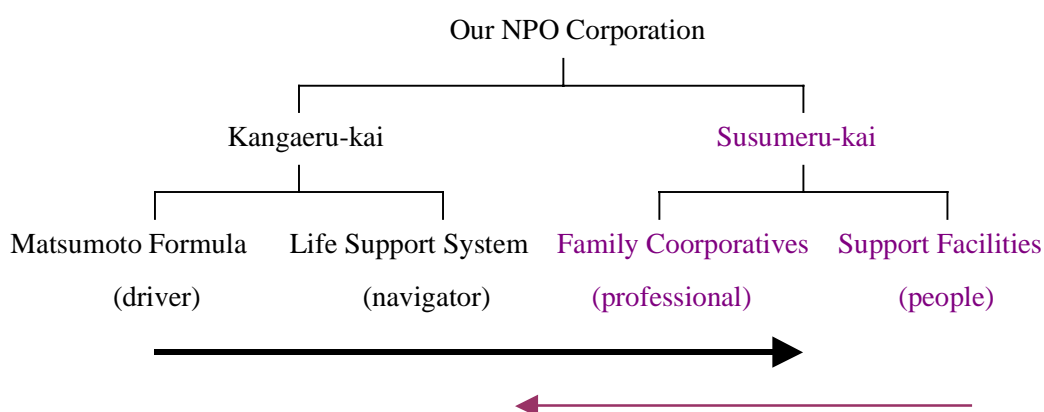 Our NPO Corporation
Kangaeru-kai Susumeru-kai
Matsumoto Formula Life Support System Family Coorporatives Support Facilities
(driver) (navigator) (professional) (people)